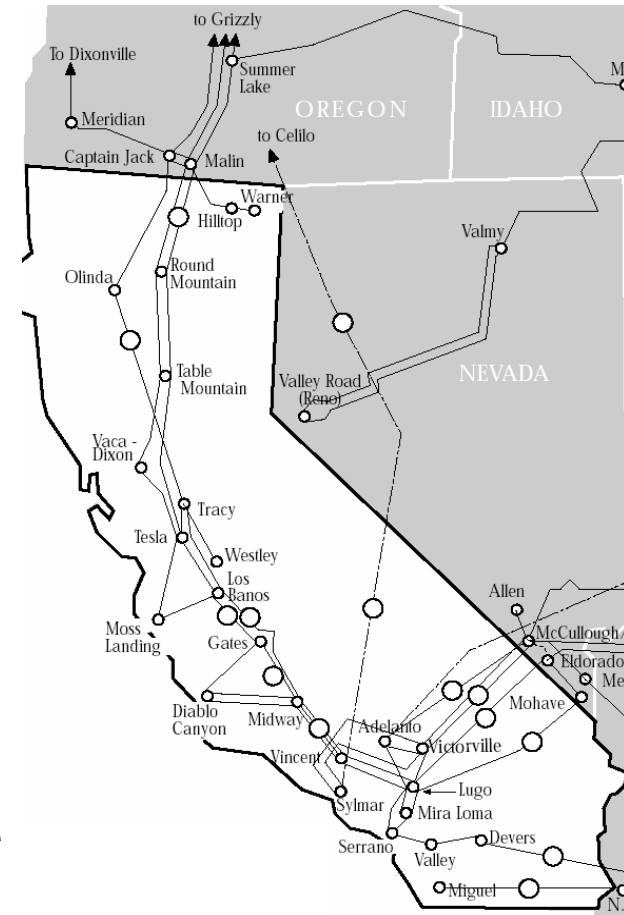 to Grizzly
To Dixonville
Summer
Lake
OREGON
IDAHO
Meridian
to Celilo
Captain Jack
Malin
Warner
Hilltop
Valmy
Olinda
Round
Mountain
Table
Mountain
Valley Road
(Reno)
NEVADA
Vaca -
Dixon
Tracy
Tesla
Westley
Los
Banos
Allen
Moss
Landing
Gates
McCullough/
Eldorado
Me
Mohave
Diablo
Canyon
Midway
Adelanto
Victorville
Vincent
Lugo
Sylmar
Mira Loma
Serrano
Devers
Valley
Miguel
N.